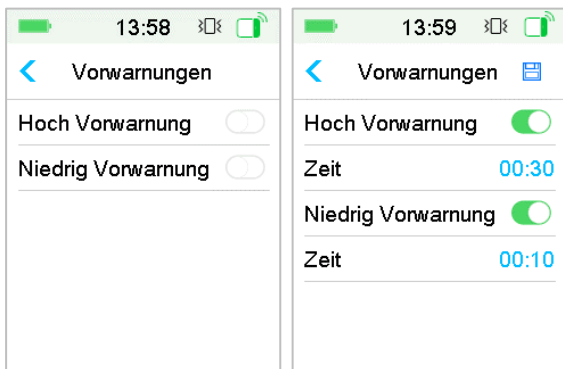 13:58
Vorwarnungen
Hoch Vorwarnung
Niedrig Vorwarnung
13:59
Vorwarnungen
Hoch Vorwarnung
Zeit 00:30
Niedrig Vorwarnung
Zeit 00:10